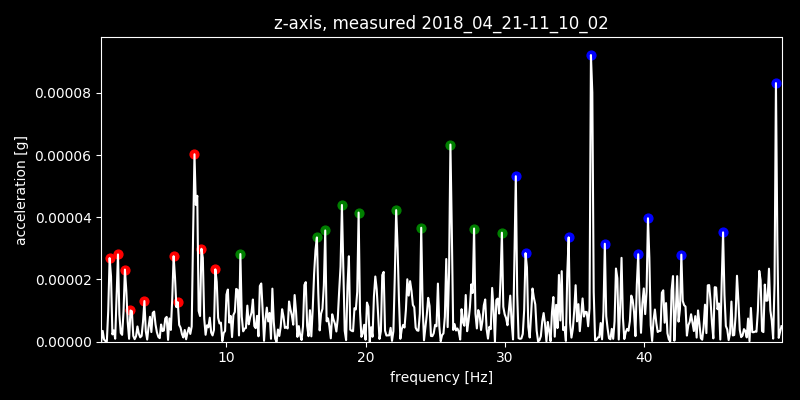 z-axis, measured 2018_04_21-11_10_02
acceleration [g]
0.00008
0.00006
0.00004
0.00002
0.00000
10 20 30 40
frequency [Hz]